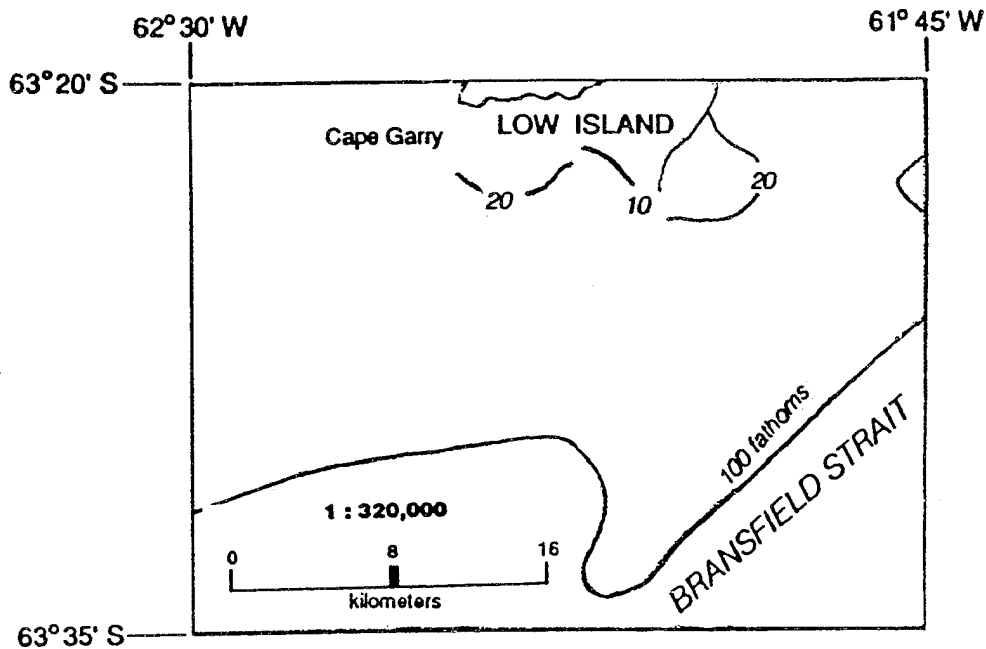 62° 30' W
61° 45' W
63° 20' S
Cape Garry
LOW ISLAND
20
10
20
100 fathoms
BRANSFIELD STRAIT
1 : 320,000
0 8 16
kilometers
63° 35' S